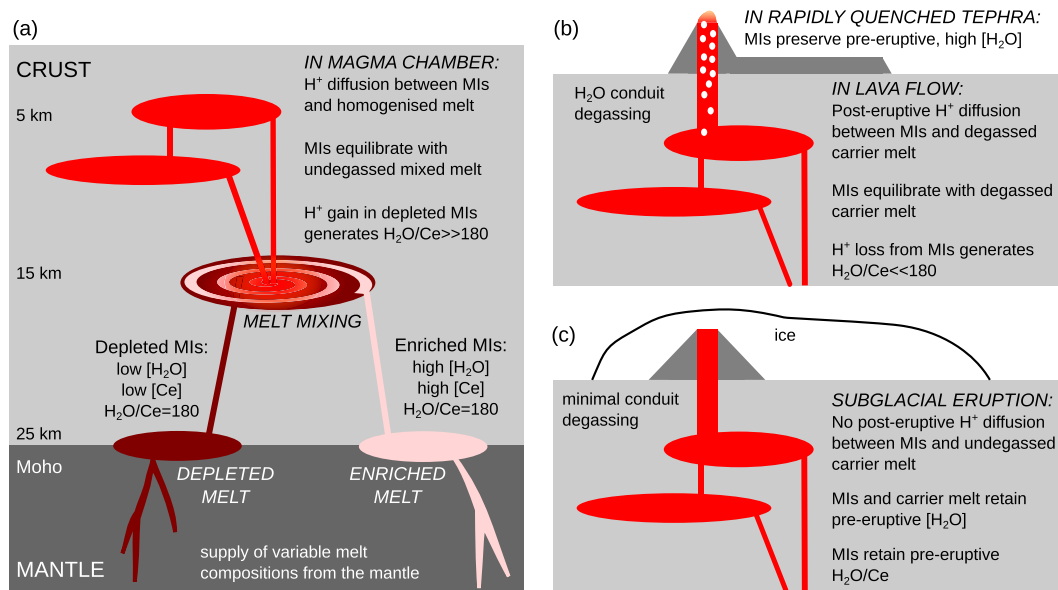 (a)
CRUST
5 km
15 km
25 km
Moho
MANTLE
IN MAGMA CHAMBER:
H⁺ diffusion between MIs
and homogenised melt
MIs equilibrate with
undegassed mixed melt
H⁺ gain in depleted MIs
generates H₂O/Ce>>180
MELT MIXING
Depleted MIs:
low [H₂O]
low [Ce]
H₂O/Ce=180
Enriched MIs:
high [H₂O]
high [Ce]
H₂O/Ce=180
DEPLETED
MELT
ENRICHED
MELT
supply of variable melt
compositions from the mantle
(b)
IN RAPIDLY QUENCHED TEPHRA:
MIs preserve pre-eruptive, high [H₂O]
H₂O conduit
degassing
IN LAVA FLOW:
Post-eruptive H⁺ diffusion
between MIs and degassed
carrier melt
MIs equilibrate with degassed
carrier melt
H⁺ loss from MIs generates
H₂O/Ce<<180
(c)
ice
minimal conduit
degassing
SUBGLACIAL ERUPTION:
No post-eruptive H⁺ diffusion
between MIs and undegassed
carrier melt
MIs and carrier melt retain
pre-eruptive [H₂O]
MIs retain pre-eruptive
H₂O/Ce